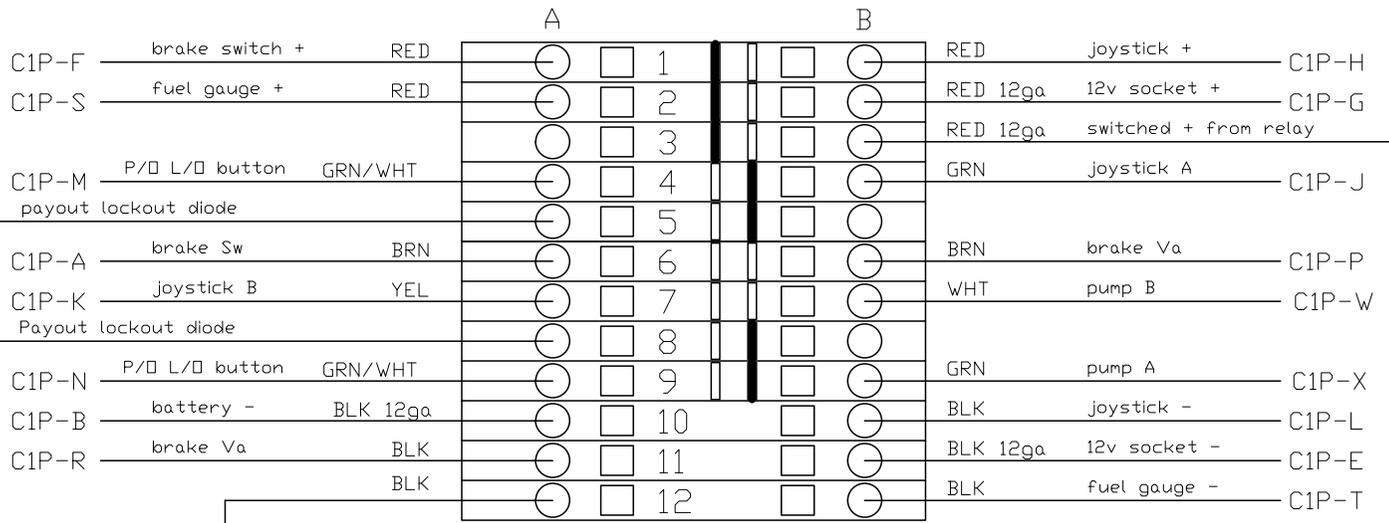 A B
C1P-F brake switch + RED 1 RED joystick + C1P-H
C1P-S fuel gauge + RED 2 RED 12ga 12v socket + C1P-G
3 RED 12ga switched + from relay
C1P-M P/▯ L/▯ button GRN/WHT 4 GRN joystick A C1P-J
payout lockout diode 5
C1P-A brake Sw BRN 6 BRN brake Va C1P-P
C1P-K joystick B YEL 7 WHT pump B C1P-W
Payout lockout diode 8
C1P-N P/▯ L/▯ button GRN/WHT 9 GRN pump A C1P-X
C1P-B battery - BLK 12ga 10 BLK joystick - C1P-L
C1P-R brake Va BLK 11 BLK 12ga 12v socket - C1P-E
BLK 12 BLK fuel gauge - C1P-T